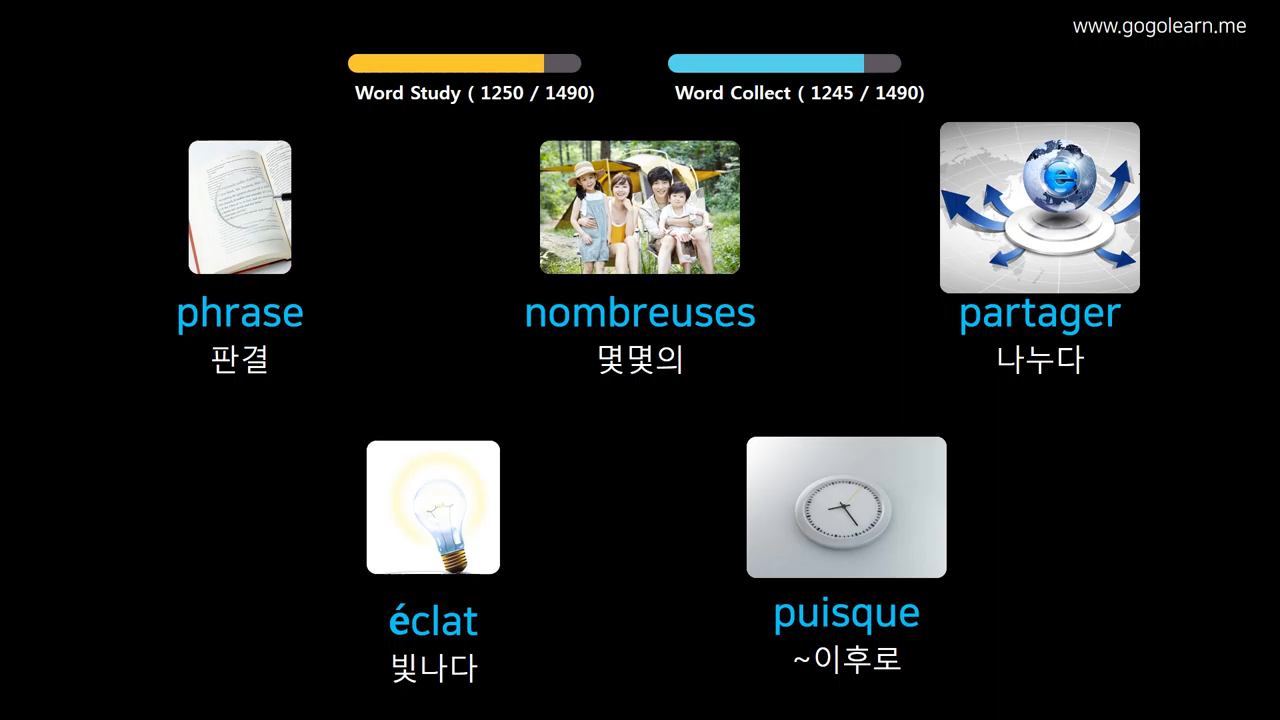 www.gogolearn.me
Word Study ( 1250 / 1490)
Word Collect ( 1245 / 1490)
phrase
판결
nombreuses
몇몇의
partager
나누다
éclat
빛나다
puisque
~이후로